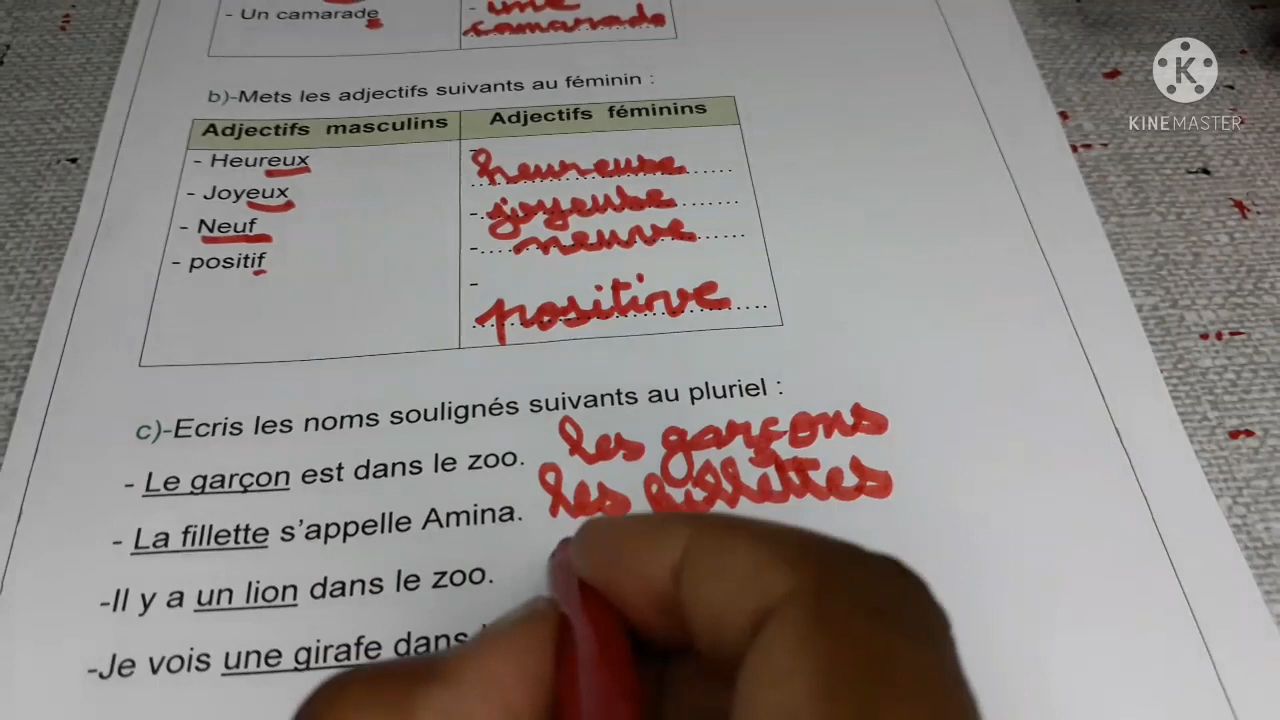 - Un camarade - une camarade
b)-Mets les adjectifs suivants au féminin :
Adjectifs masculins Adjectifs féminins
- Heureux - heureuse
- Joyeux - joyeuse
- Neuf - neuve
- positif - positive
c)-Ecris les noms soulignés suivants au pluriel :
- Le garçon est dans le zoo. les garçons
- La fillette s'appelle Amina. les fillettes
-Il y a un lion dans le zoo.
-Je vois une girafe dans
KINEMASTER